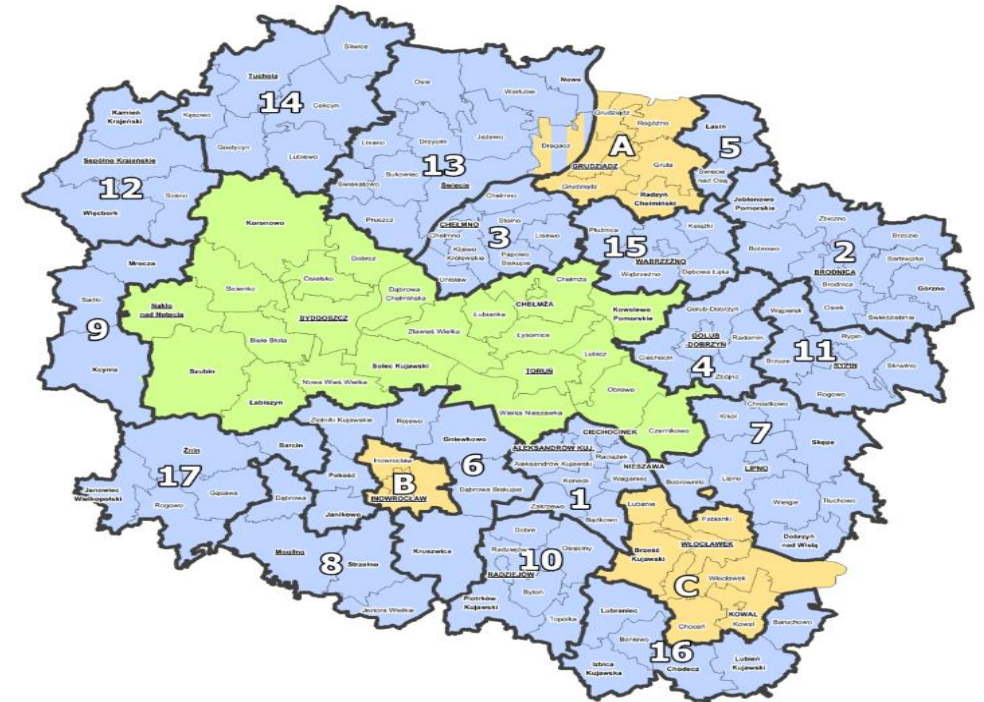 Śliwice
Tuchola
14
Cekcyn
Kęsowo
Gostycyn
Lubiewo
Kamień
Krajeński
Sępólno Krajeńskie
12
Sośno
Więcbork
Osie
Nowe
Warlubie
Lniano
Drzycim
Jeżewo
13
Bukowiec
Świecie
Świekatowo
Pruszcz
Dragacz
Grudziądz
Rogóźno
A
GRUDZIĄDZ
Gruta
Grudziądz
Radzyn
Chełmiński
Łasin
5
Świecie
nad Osą
Chełmno
CHEŁMNO
Stolno
Chełmno
3
Lisewo
Kijewo
Królewskie
Papowo
Biskupie
Unisław
Płużnica
Książki
15
WĄBRZEŹNO
Wąbrzeźno
Dębowa Łąka
Jabłonowo
Pomorskie
Zbiczno
Bobrowo
2
Brzozie
BRODNICA
Bartniczka
Brodnica
Górzno
Osiek
Świedziebnia
Mrocza
Sadki
9
Nakło
nad Notecią
Kcynia
Koronowo
Dobrcz
Osielsko
Sicienko
Dąbrowa
Chełmińska
BYDGOSZCZ
Białe Błota
Szubin
Nowa Wieś Wielka
Solec Kujawski
Łabiszyn
Zławieś Wielka
Łubianka
Chełmża
CHEŁMŻA
Łysomice
Kowalewo
Pomorskie
Lubicz
TORUŃ
Obrowo
Wielka Nieszawka
Czernikowo
Golub-Dobrzyń
GOLUB
-DOBRZYŃ
Radomin
Ciechocin
4
Zbójno
Wąpielsk
Rypin
11
RYPIN
Brzuze
Skrwilno
Rogowo
Chrostkowo
Kikół
7
Skępe
LIPNO
Lipno
Bobrowniki
Wielgie
Tłuchowo
Dobrzyń
nad Wisłą
Złotniki Kujawskie
Rojewo
Gniewkowo
Inowrocław
6
B
INOWROCŁAW
Dąbrowa Biskupia
Pakość
Janikowo
Kruszwica
Barcin
Żnin
17
Janowiec
Wielkopolski
Gąsawa
Rogowo
Dąbrowa
Mogilno
8
Strzelno
Jeziora Wielkie
CIECHOCINEK
ALEKSANDRÓW KUJ.
Raciążek
Aleksandrów Kujawski
NIESZAWA
Koneck
Waganiec
1
Zakrzewo
Bądkowo
Dobre
Radziejów
Osięciny
10
RADZIEJÓW
Bytoń
Piotrków
Kujawski
Topólka
Lubanie
Fabianki
WŁOCŁAWEK
Brześć
Kujawski
Włocławek
C
KOWAL
Kowal
Choceń
Lubraniec
Baruchowo
Boniewo
16
Izbica
Kujawska
Chodecz
Lubień
Kujawski